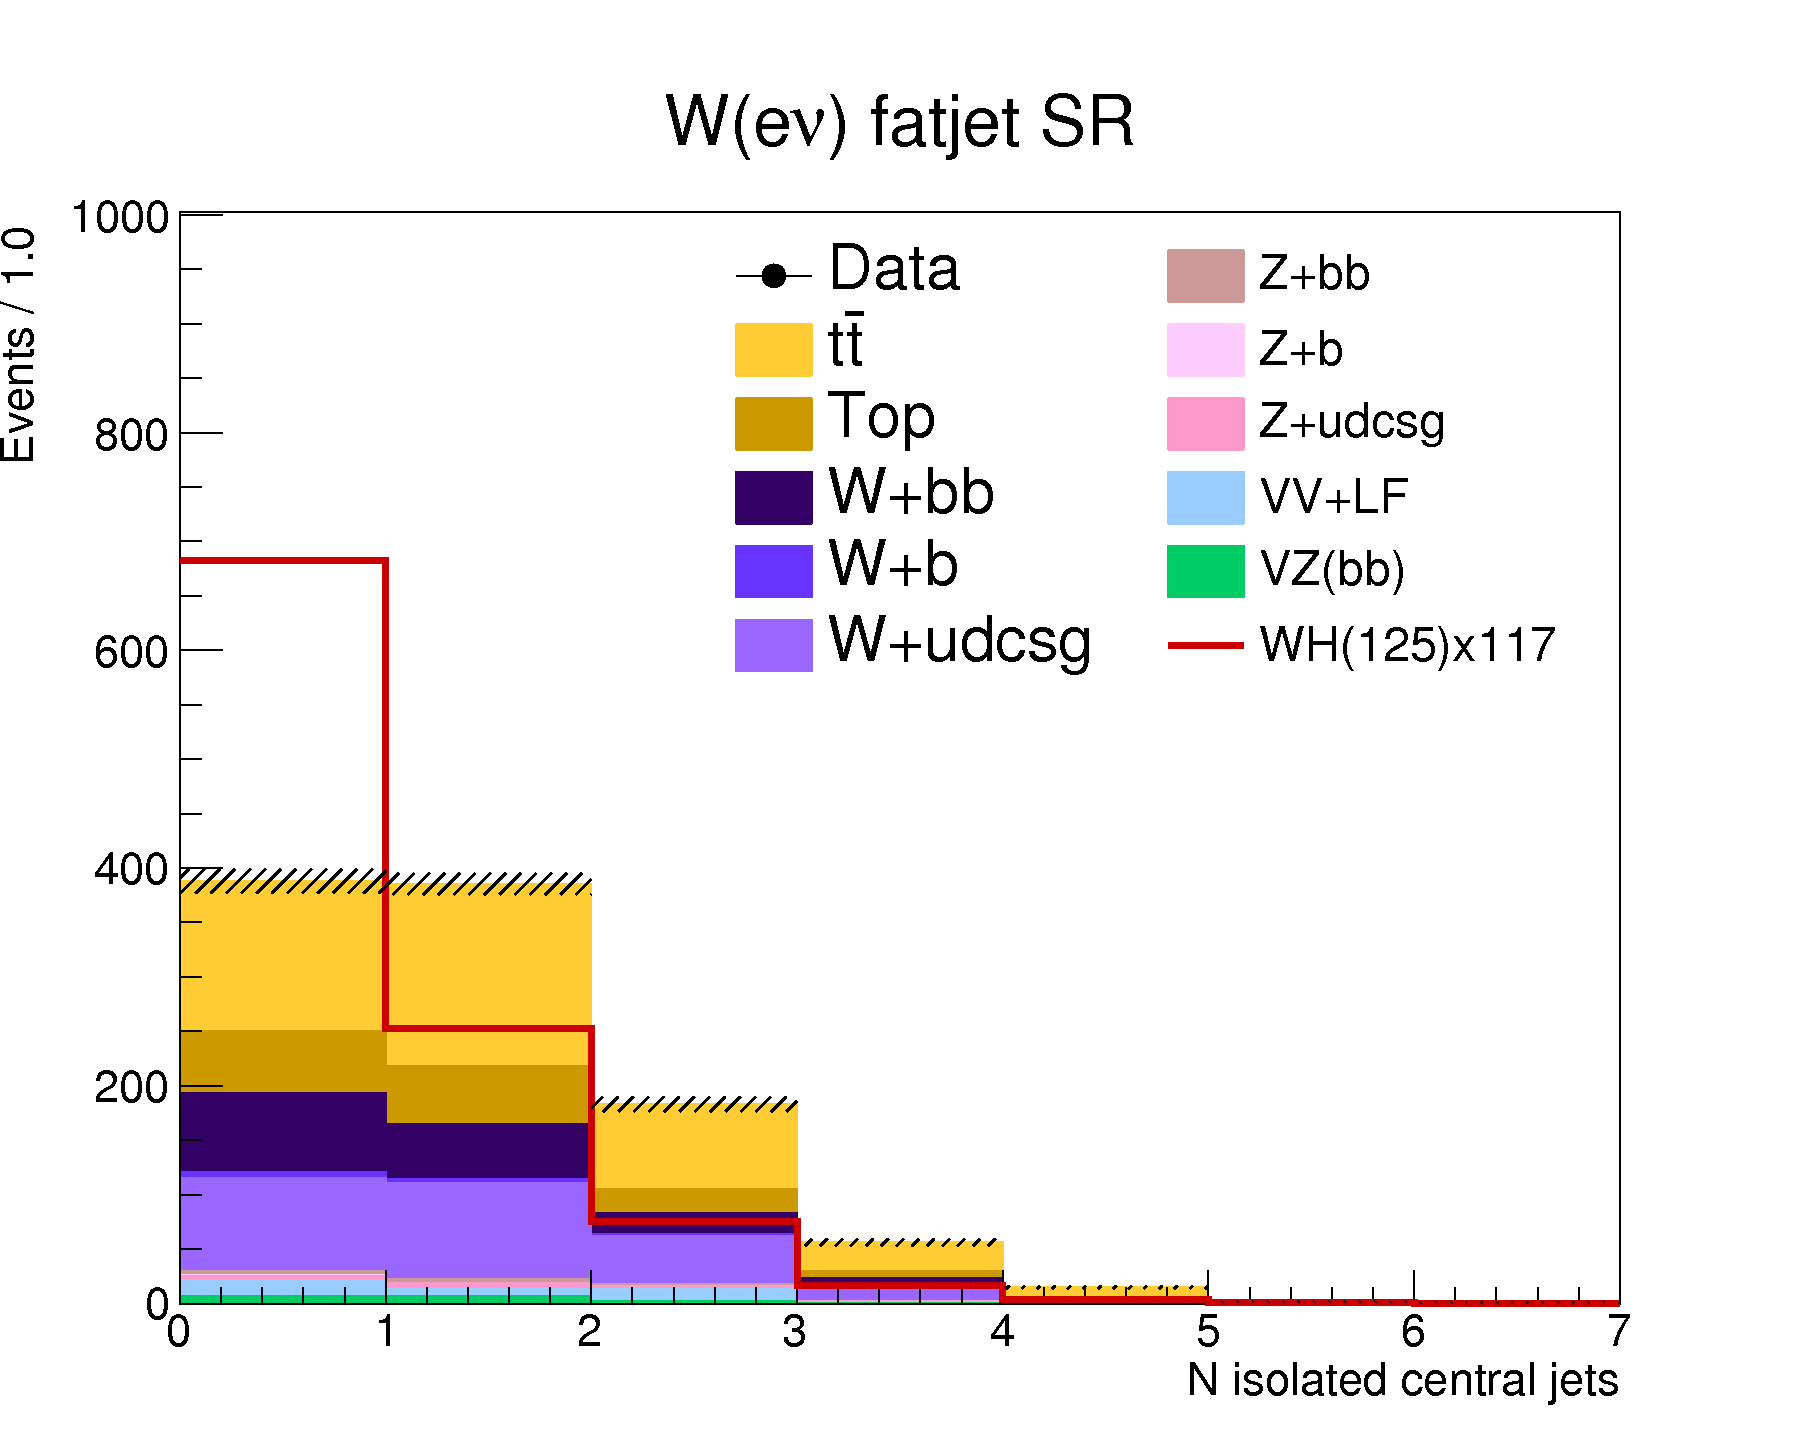 W(eν) fatjet SR
Events / 1.0
1000
800
600
400
200
0
Data
tt̄
Top
W+bb
W+b
W+udcsg
Z+bb
Z+b
Z+udcsg
VV+LF
VZ(bb)
WH(125)x117
0 1 2 3 4 5 6 7
N isolated central jets